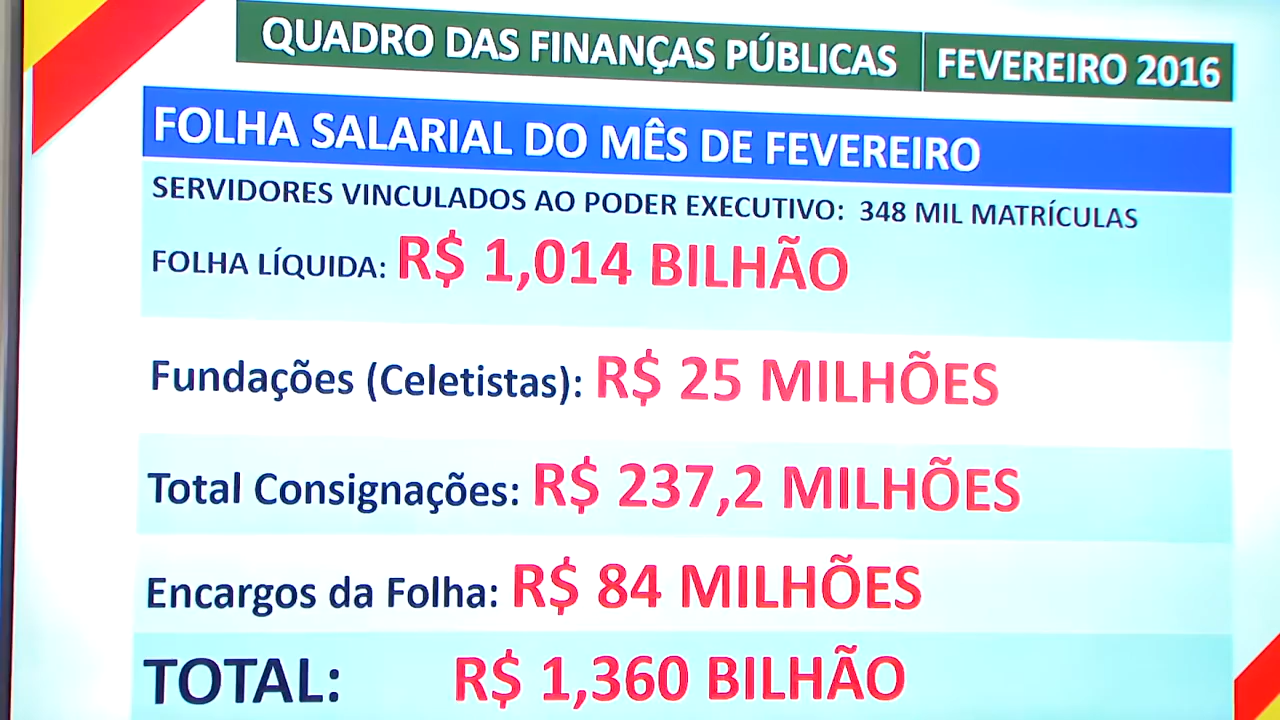 QUADRO DAS FINANÇAS PÚBLICAS FEVEREIRO 2016
FOLHA SALARIAL DO MÊS DE FEVEREIRO
SERVIDORES VINCULADOS AO PODER EXECUTIVO: 348 MIL MATRÍCULAS
FOLHA LÍQUIDA: R$ 1,014 BILHÃO
Fundações (Celetistas): R$ 25 MILHÕES
Total Consignações: R$ 237,2 MILHÕES
Encargos da Folha: R$ 84 MILHÕES
TOTAL: R$ 1,360 BILHÃO